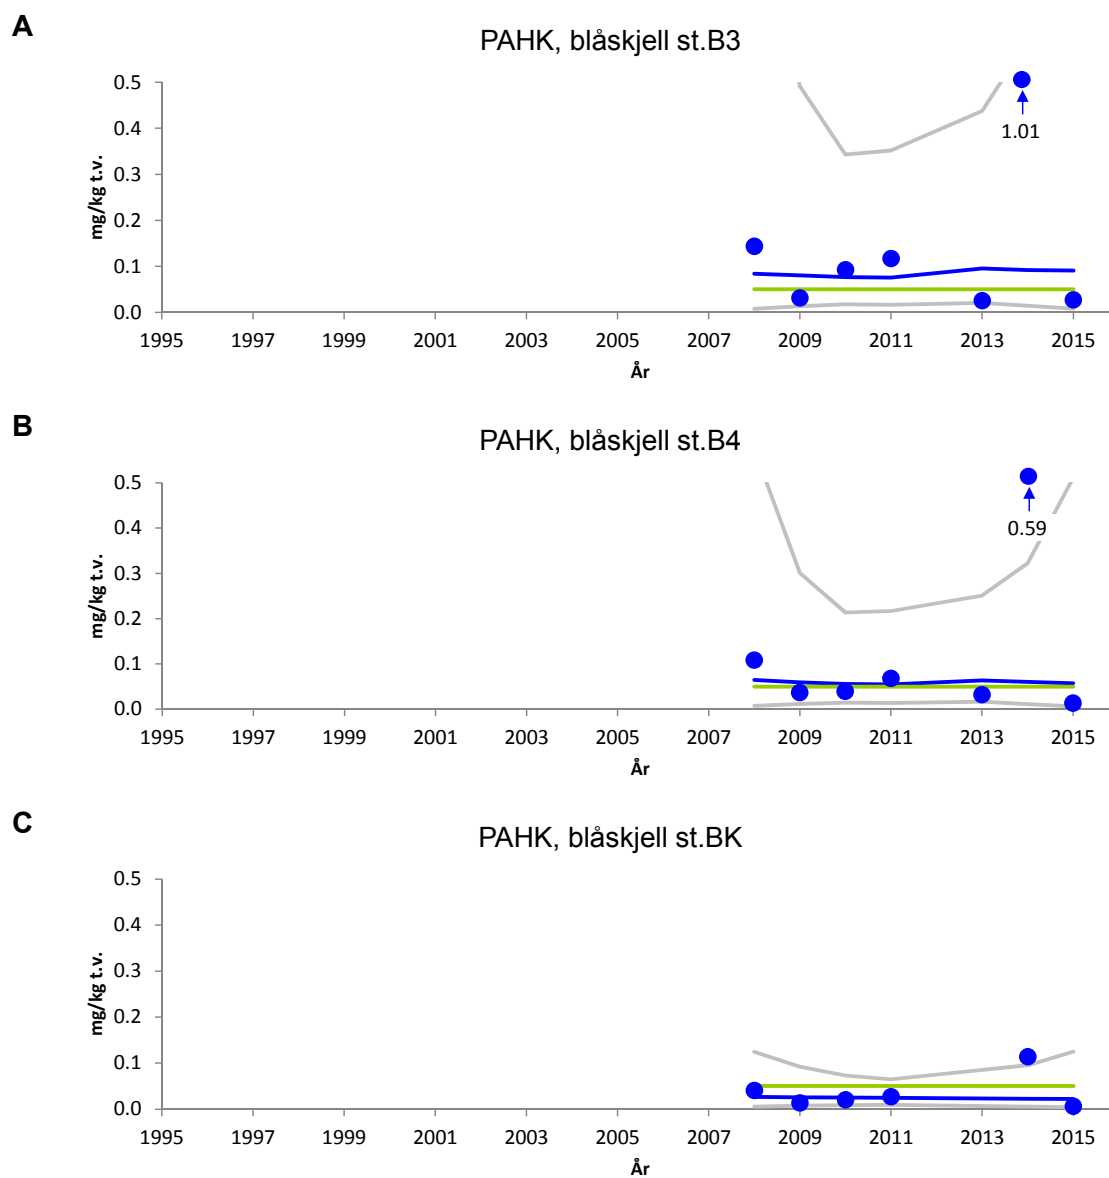 A
PAHK, blåskjell st.B3
mg/kg t.v.
0.5
0.4
0.3
0.2
0.1
0.0
1.01
1995 1997 1999 2001 2003 2005 2007 2009 2011 2013 2015
År
B
PAHK, blåskjell st.B4
mg/kg t.v.
0.5
0.4
0.3
0.2
0.1
0.0
0.59
1995 1997 1999 2001 2003 2005 2007 2009 2011 2013 2015
År
C
PAHK, blåskjell st.BK
mg/kg t.v.
0.5
0.4
0.3
0.2
0.1
0.0
1995 1997 1999 2001 2003 2005 2007 2009 2011 2013 2015
År